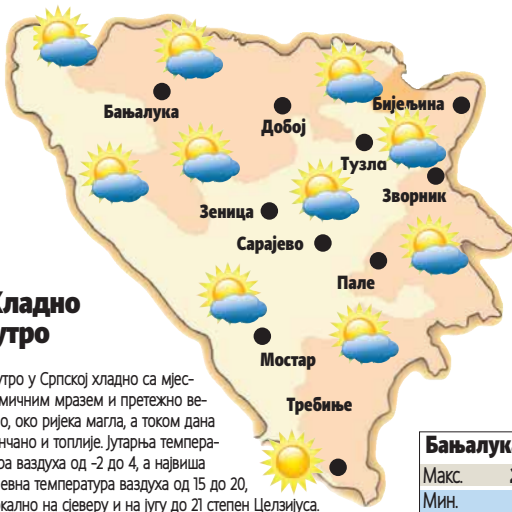 Бањалука
Добој
Бијељина
Тузла
Зворник
Зеница
Сарајево
Пале
Мостар
Требиње
Хладно
утро
утро у Српској хладно са мјес-
мичним мразем и претежно ве-
о, око ријека магла, а током дана
нчано и топлије. Јутарња темпера-
ра ваздуха од -2 до 4, а највиша
евна температура ваздуха од 15 до 20,
окално на сјеверу и на југу до 21 степен Целзијуса.
Бањалука
Макс.
Мин.